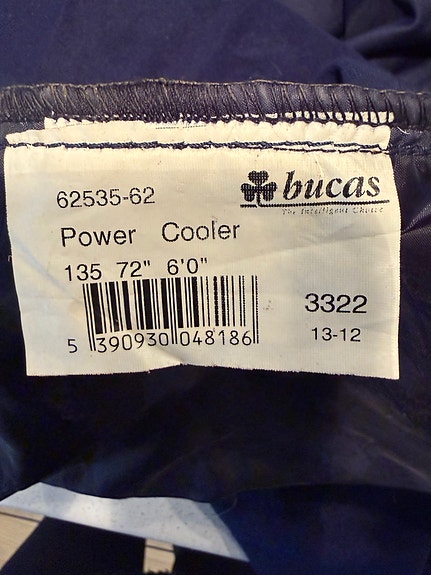 62535-62
bucas
The Intelligent Choice
Power Cooler
135 72" 6'0"
5 390930 048186
3322
13-12